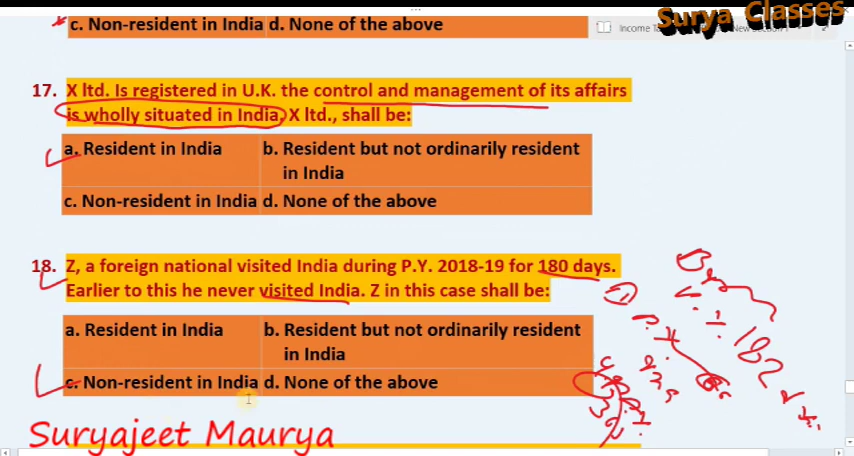 c. Non-resident in India d. None of the above
Surya Classes
17. X ltd. Is registered in U.K. the control and management of its affairs
is wholly situated in India, X ltd., shall be:
a. Resident in India b. Resident but not ordinarily resident
in India
c. Non-resident in India d. None of the above
18. Z, a foreign national visited India during P.Y. 2018-19 for 180 days.
Earlier to this he never visited India. Z in this case shall be:
a. Resident in India b. Resident but not ordinarily resident
in India
c. Non-resident in India d. None of the above
182
Suryajeet Maurya